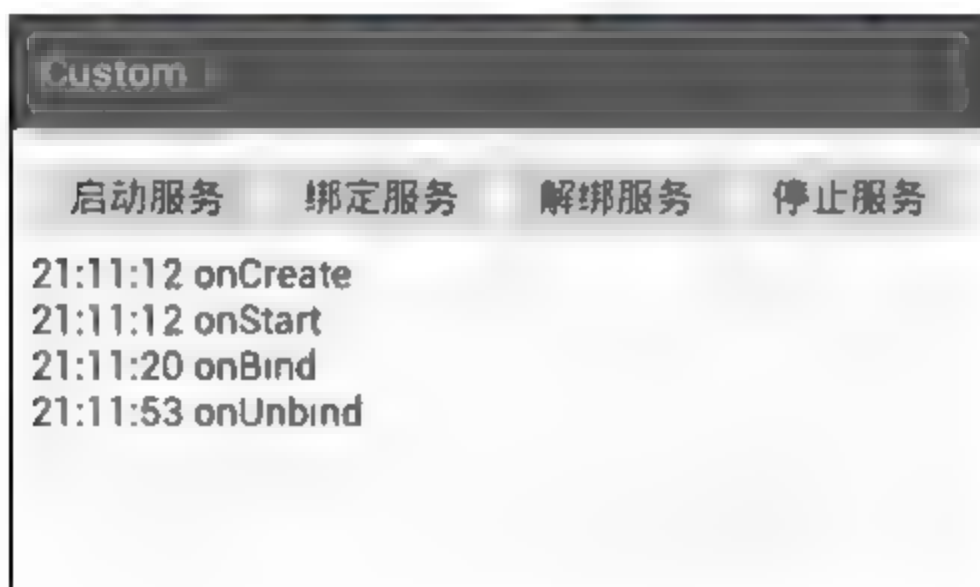 Custom
启动服务 绑定服务 解绑服务 停止服务
21:11:12 onCreate
21:11:12 onStart
21:11:20 onBind
21:11:53 onUnbind